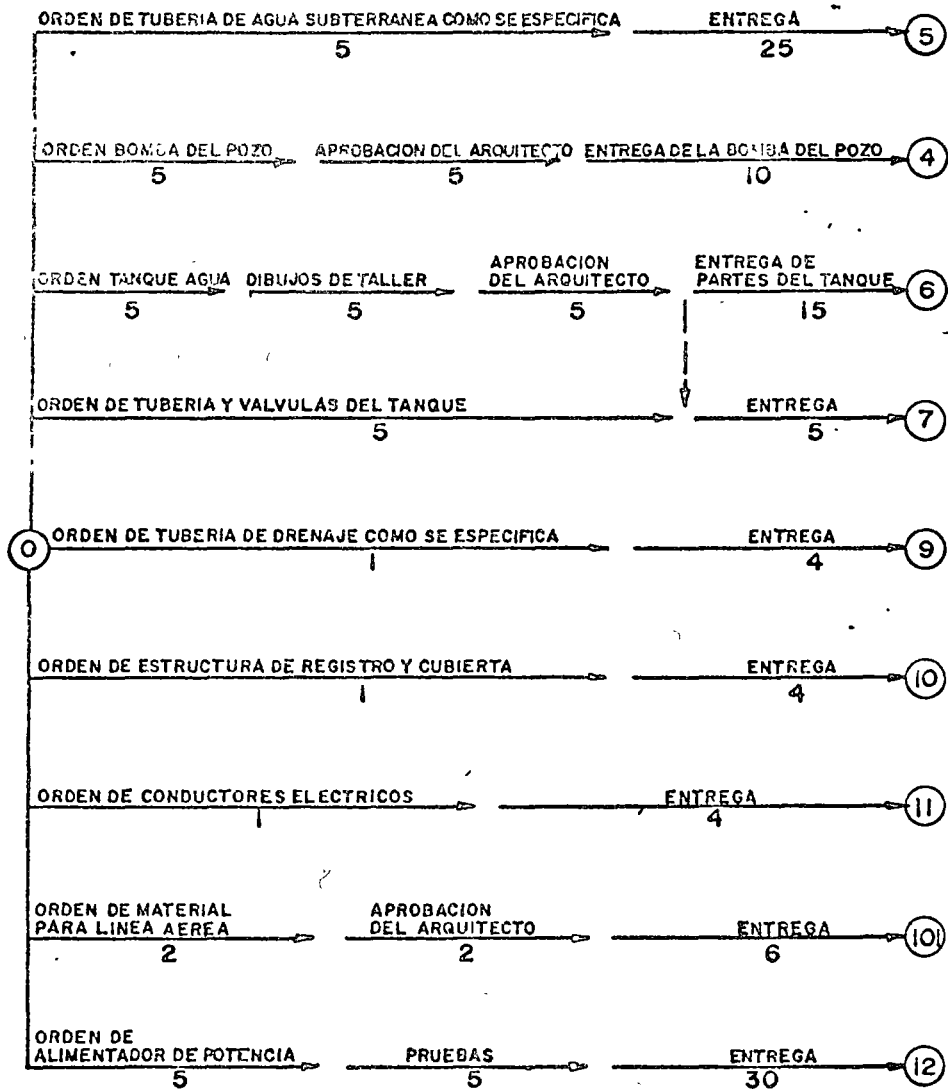 ORDEN DE TUBERIA DE AGUA SUBTERRANEA COMO SE ESPECIFICA ENTREGA
5 25 5
ORDEN BOMBA DEL POZO APROBACION DEL ARQUITECTO ENTREGA DE LA BOMBA DEL POZO
5 5 10 4
ORDEN TANQUE AGUA DIBUJOS DE TALLER APROBACION DEL ARQUITECTO ENTREGA DE PARTES DEL TANQUE
5 5 5 15 6
ORDEN DE TUBERIA Y VALVULAS DEL TANQUE ENTREGA
5 5 7
0 ORDEN DE TUBERIA DE DRENAJE COMO SE ESPECIFICA ENTREGA
1 4 9
ORDEN DE ESTRUCTURA DE REGISTRO Y CUBIERTA ENTREGA
1 4 10
ORDEN DE CONDUCTORES ELECTRICOS ENTREGA
1 4 11
ORDEN DE MATERIAL APROBACION
PARA LINEA AEREA DEL ARQUITECTO ENTREGA
2 2 6 101
ORDEN DE
ALIMENTADOR DE POTENCIA PRUEBAS ENTREGA
5 5 30 12